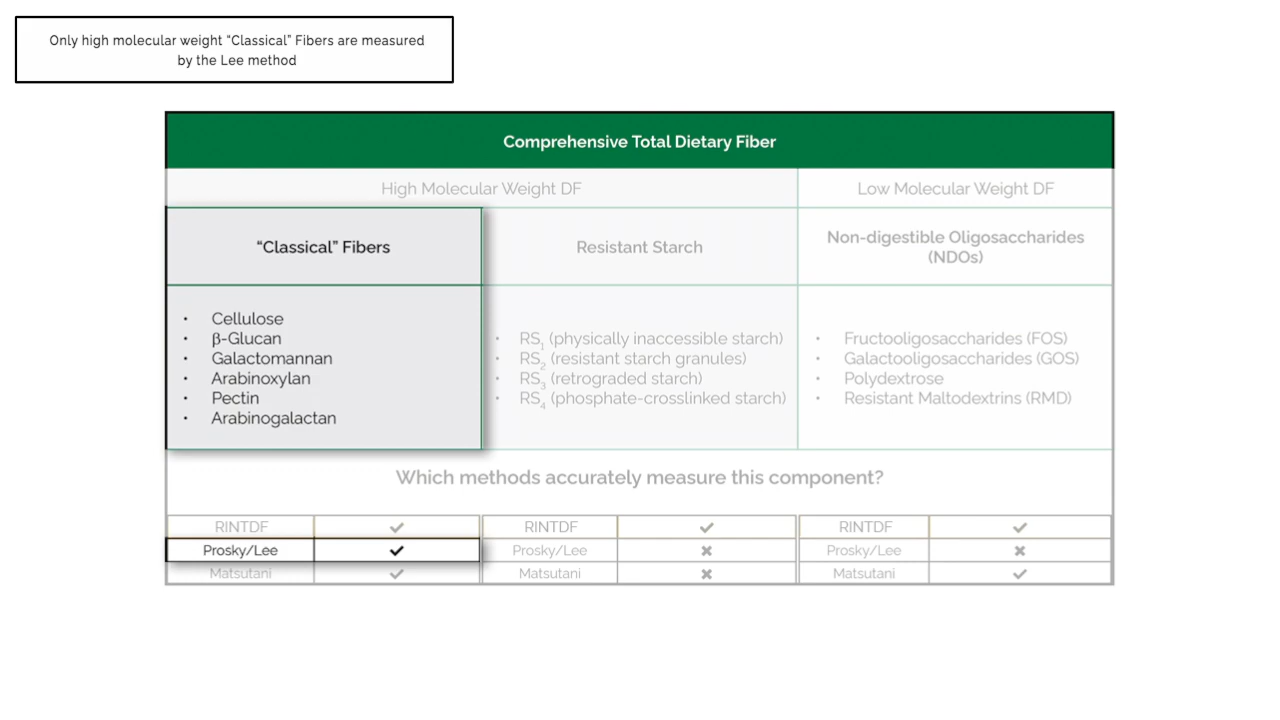 Only high molecular weight “Classical” Fibers are measured
by the Lee method
Comprehensive Total Dietary Fiber
High Molecular Weight DF
Low Molecular Weight DF
“Classical” Fibers
Resistant Starch
Non-digestible Oligosaccharides
(NDOs)
• Cellulose
• β-Glucan
• Galactomannan
• Arabinoxylan
• Pectin
• Arabinogalactan
• RS1 (physically inaccessible starch)
• RS2 (resistant starch granules)
• RS3 (retrograded starch)
• RS4 (phosphate-crosslinked starch)
• Fructooligosaccharides (FOS)
• Galactooligosaccharides (GOS)
• Polydextrose
• Resistant Maltodextrins (RMD)
Which methods accurately measure this component?
RINTDF ✔ RINTDF ✔ RINTDF ✔
Prosky/Lee ✔ Prosky/Lee ✖ Prosky/Lee ✖
Matsutani ✔ Matsutani ✖ Matsutani ✔